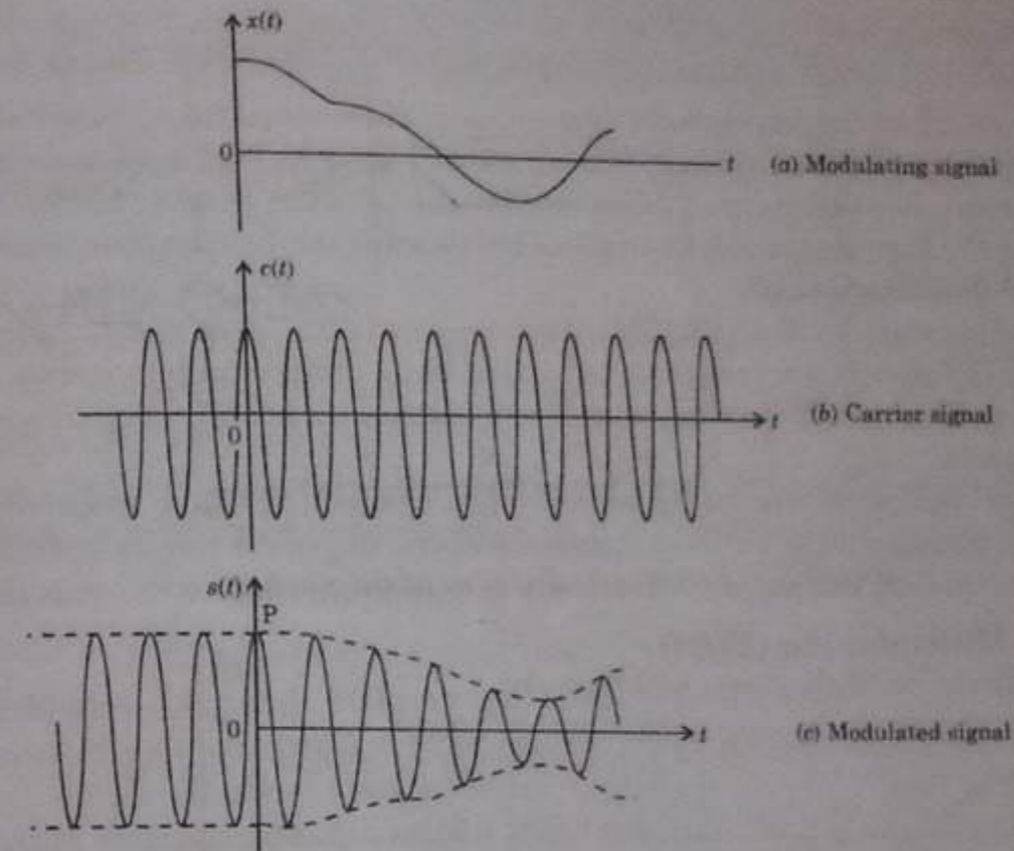 x(t)
0
t
(a) Modulating signal
c(t)
0
t
(b) Carrier signal
s(t)
P
0
t
(c) Modulated signal